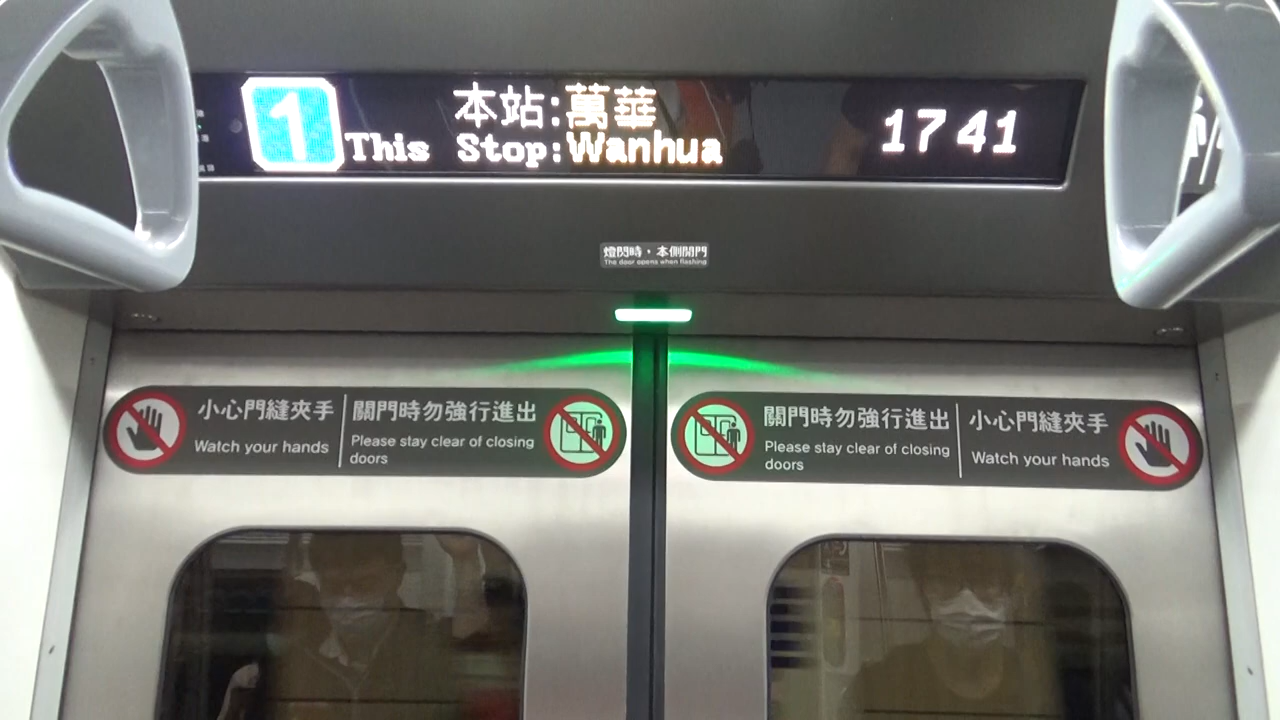 1
本站:萬華
This Stop:Wanhua
17 41
燈閃時，本側開門
The door opens when flashing
小心門縫夾手
Watch your hands
關門時勿強行進出
Please stay clear of closing
doors
關門時勿強行進出
Please stay clear of closing
doors
小心門縫夾手
Watch your hands